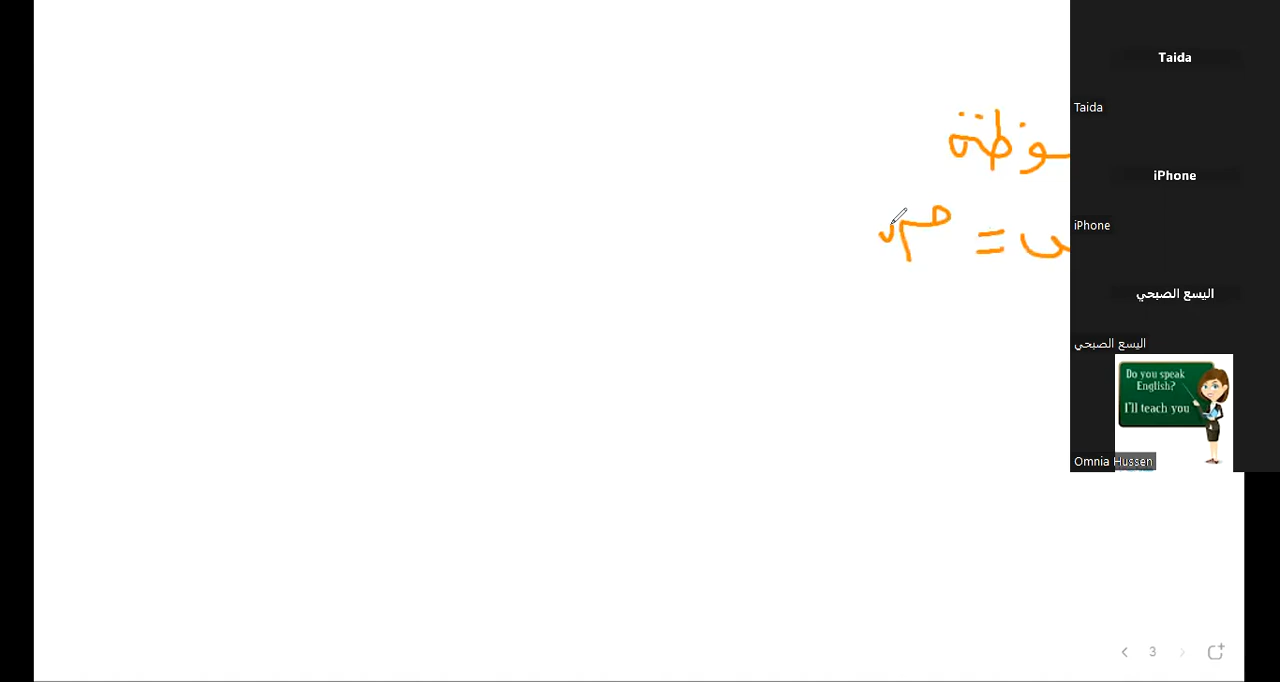 Taida
Taida
iPhone
iPhone
اليسع الصبحي
اليسع الصبحي
Do you speak
English?
I'll teach you
Omnia Hussen
3